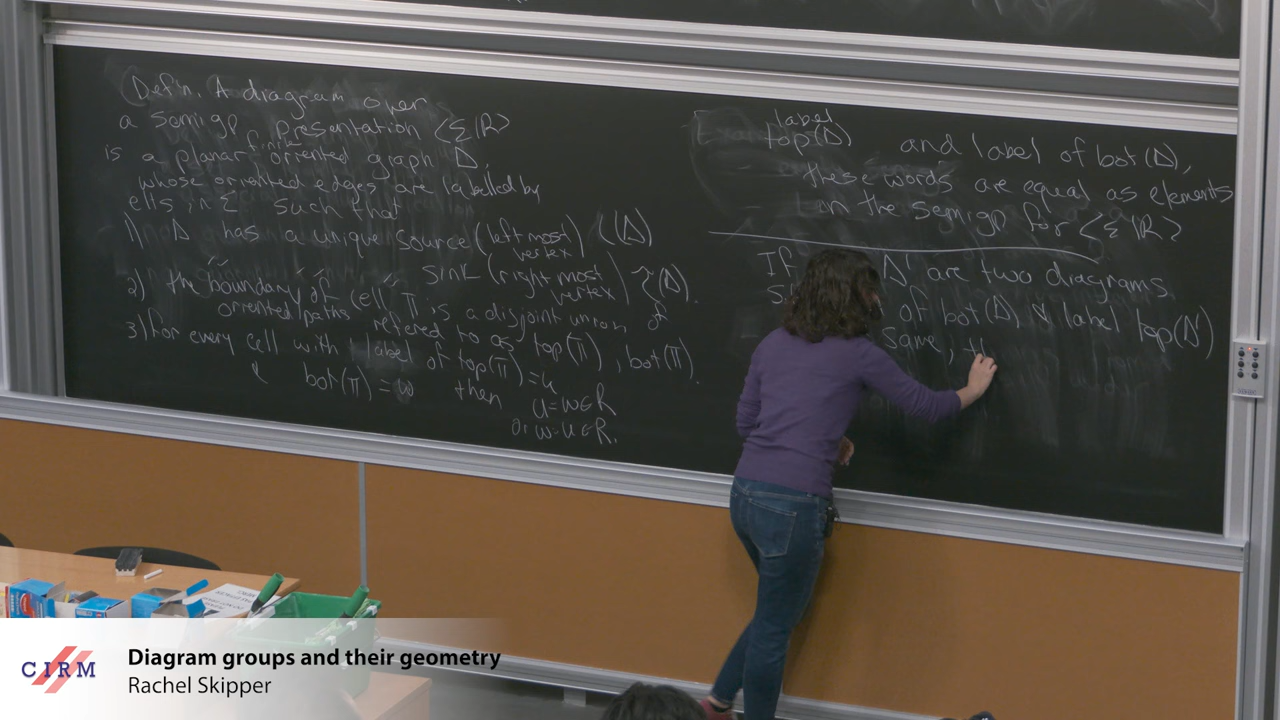 Defn. A diagram over
a semigp presentation <Σ|R>
is a planar finite oriented graph Δ,
whose oriented edges are labelled by
elts in Σ such that
1) Δ has a unique source (left most vertex) ι(Δ)
sink (right most vertex) τ(Δ).
2) the boundary of cell π is a disjoint union of
oriented paths refered to as top(π), bot(π).
3) for every cell with label of top(π)=u
& bot(π)=w then u=w∈R
or w=u∈R.
label
top(Δ) and label of bot(Δ),
these words are equal as elements
in the semigp for <Σ|R>
If Δ' are two diagrams
of bot(Δ) & label top(Δ')
same, th
CIRM
Diagram groups and their geometry
Rachel Skipper